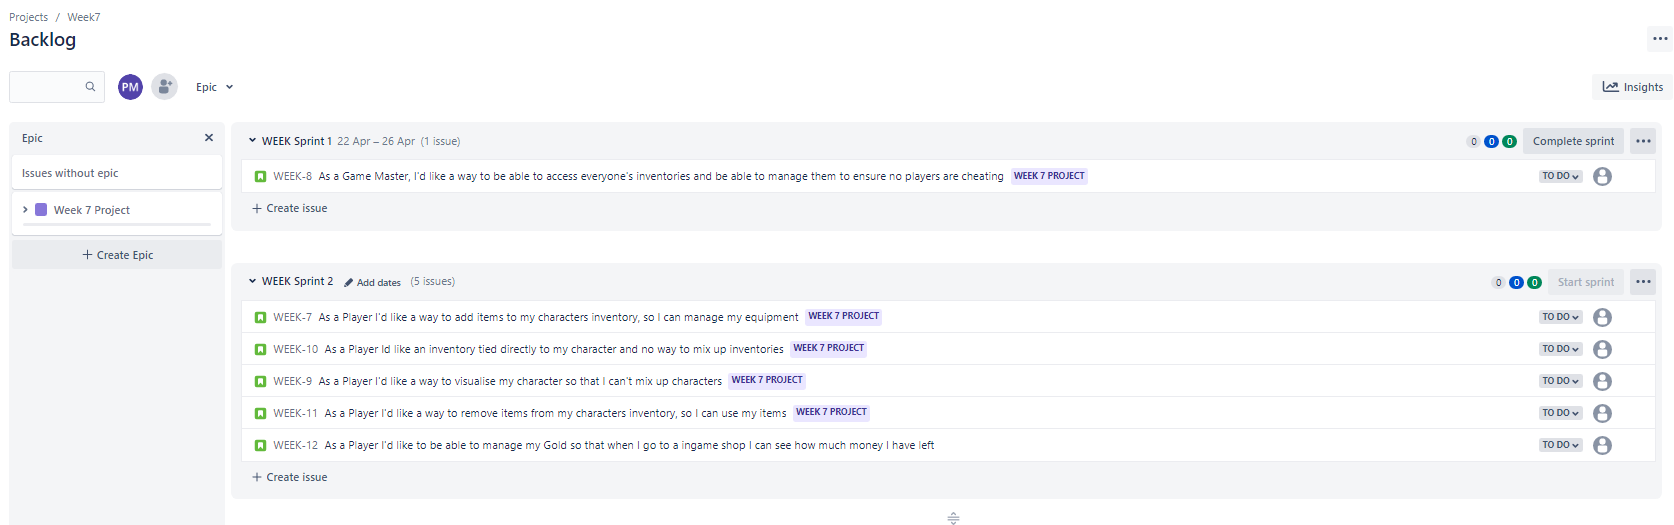 Projects / Week7
Backlog
PM
Epic
Insights
Epic
Issues without epic
Week 7 Project
Create Epic
WEEK Sprint 1 22 Apr – 26 Apr (1 issue) 0 0 0 Complete sprint
WEEK-8 As a Game Master, I'd like a way to be able to access everyone's inventories and be able to manage them to ensure no players are cheating WEEK 7 PROJECT TO DO
Create issue
WEEK Sprint 2 Add dates (5 issues) 0 0 0 Start sprint
WEEK-7 As a Player I'd like a way to add items to my characters inventory, so I can manage my equipment WEEK 7 PROJECT TO DO
WEEK-10 As a Player Id like an inventory tied directly to my character and no way to mix up inventories WEEK 7 PROJECT TO DO
WEEK-9 As a Player I'd like a way to visualise my character so that I can't mix up characters WEEK 7 PROJECT TO DO
WEEK-11 As a Player I'd like a way to remove items from my characters inventory, so I can use my items WEEK 7 PROJECT TO DO
WEEK-12 As a Player I'd like to be able to manage my Gold so that when I go to a ingame shop I can see how much money I have left TO DO
Create issue